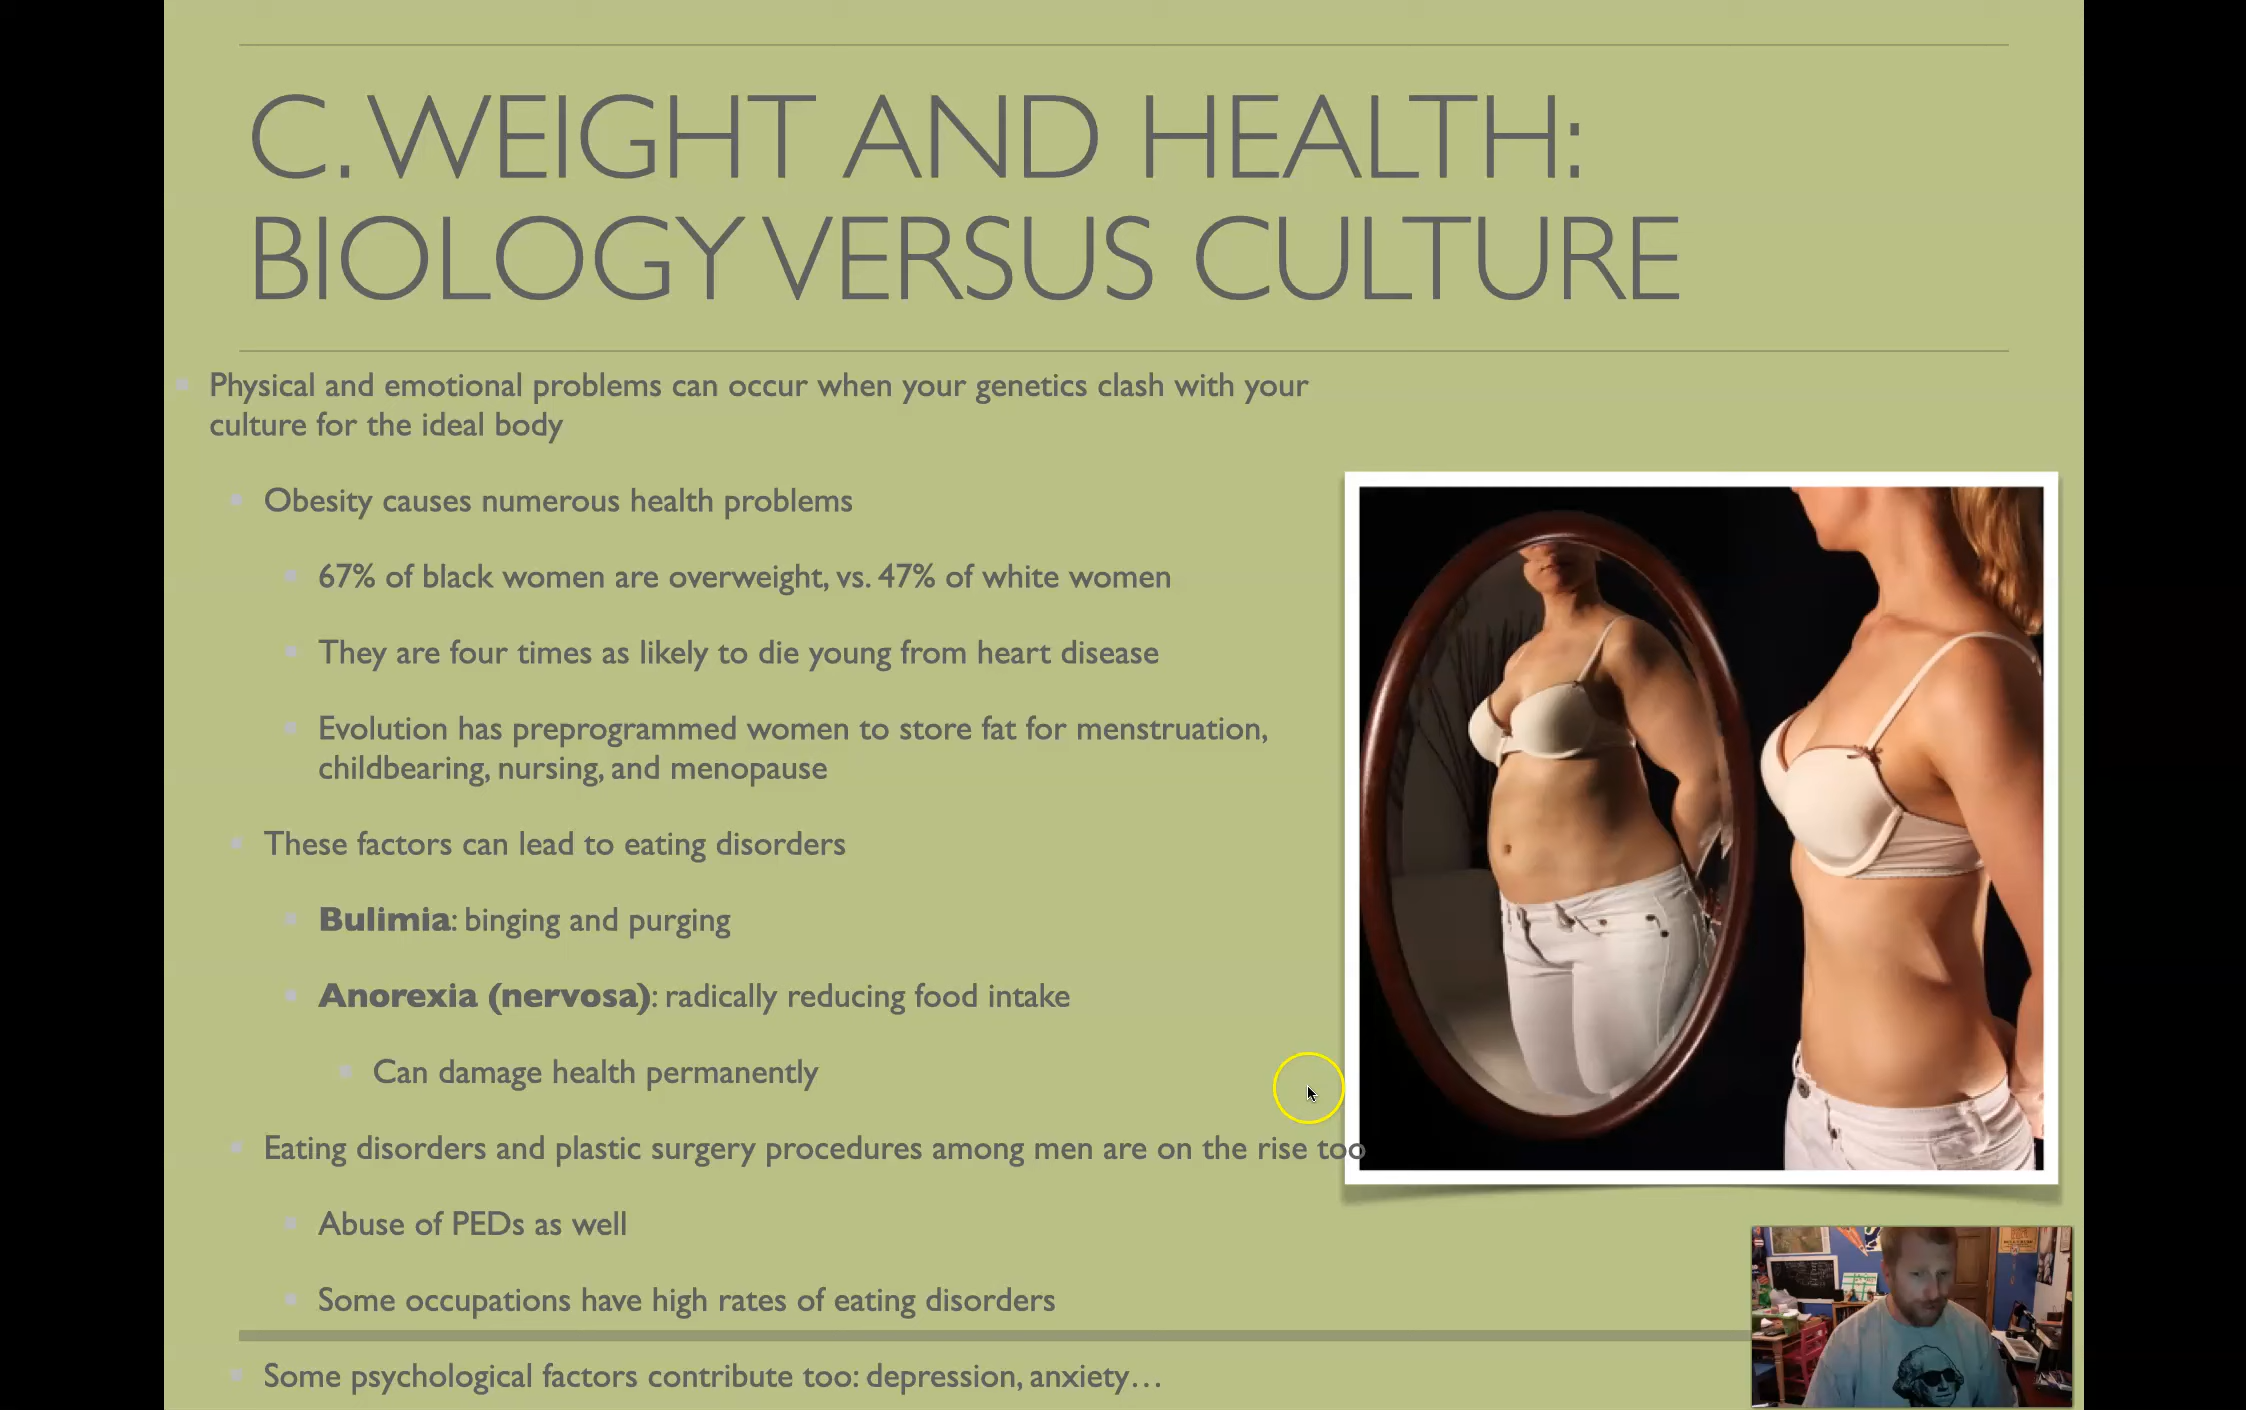 C. WEIGHT AND HEALTH:
BIOLOGY VERSUS CULTURE
Physical and emotional problems can occur when your genetics clash with your
culture for the ideal body
Obesity causes numerous health problems
67% of black women are overweight, vs. 47% of white women
They are four times as likely to die young from heart disease
Evolution has preprogrammed women to store fat for menstruation,
childbearing, nursing, and menopause
These factors can lead to eating disorders
Bulimia: binging and purging
Anorexia (nervosa): radically reducing food intake
Can damage health permanently
Eating disorders and plastic surgery procedures among men are on the rise too
Abuse of PEDs as well
Some occupations have high rates of eating disorders
Some psychological factors contribute too: depression, anxiety…